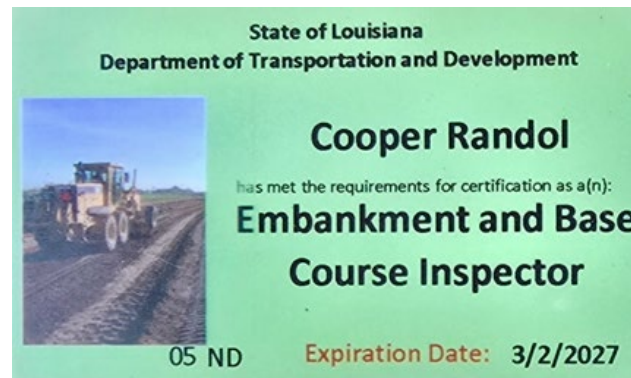 State of Louisiana
Department of Transportation and Development
Cooper Randol
has met the requirements for certification as a(n):
Embankment and Base
Course Inspector
05 ND Expiration Date: 3/2/2027